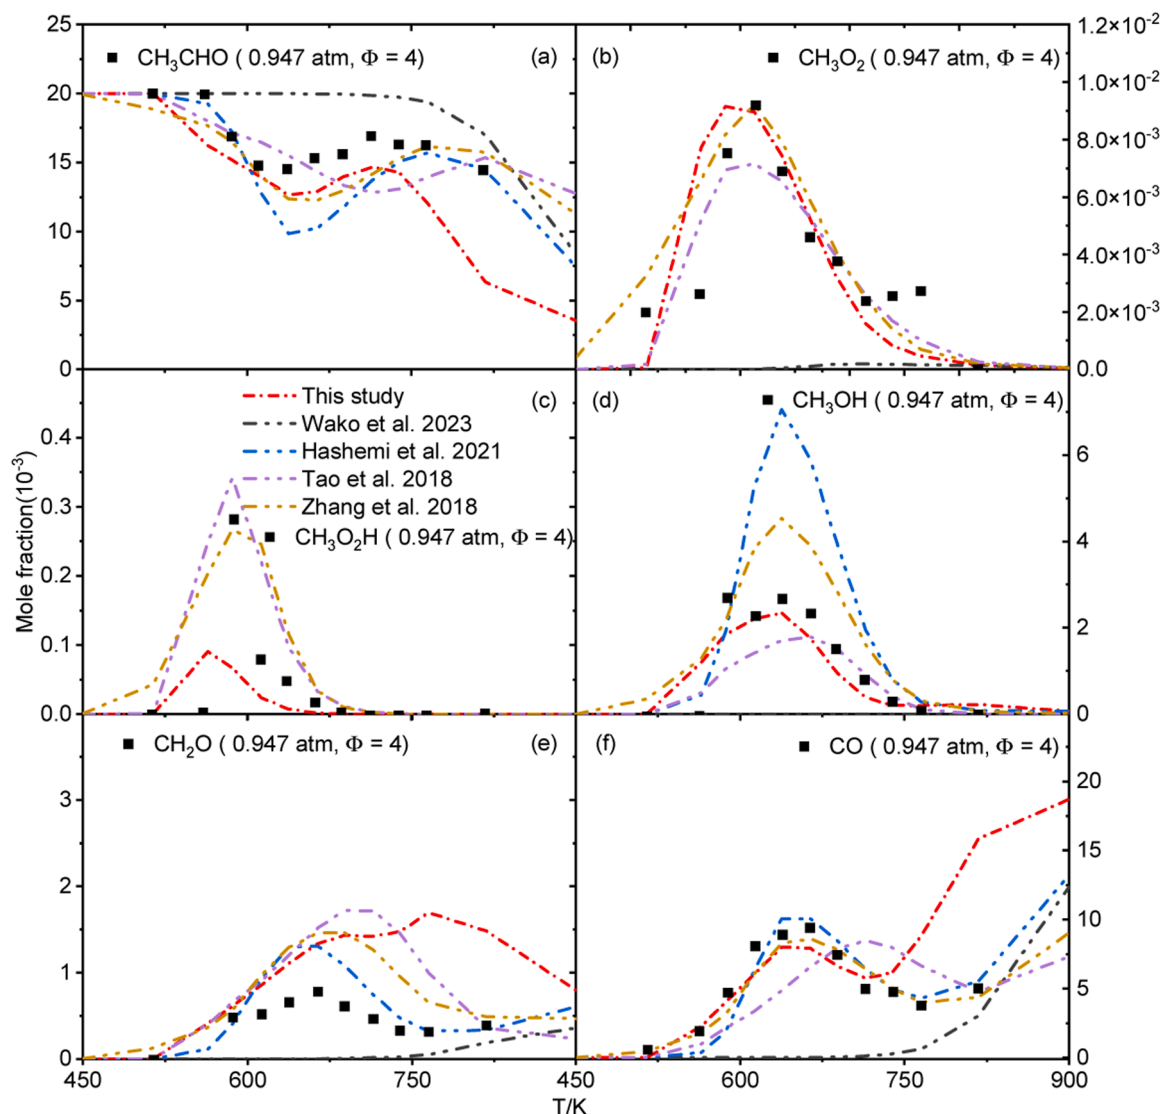 25
20
15
10
5
0
CH₃CHO ( 0.947 atm, Φ = 4)
(a)
(b)
CH₃O₂ ( 0.947 atm, Φ = 4)
1.2×10⁻²
1.0×10⁻²
8.0×10⁻³
6.0×10⁻³
4.0×10⁻³
2.0×10⁻³
0.0
Mole fraction(10⁻³)
0.4
0.3
0.2
0.1
0.0
(c)
This study
Wako et al. 2023
Hashemi et al. 2021
Tao et al. 2018
Zhang et al. 2018
CH₃O₂H ( 0.947 atm, Φ = 4)
(d)
CH₃OH ( 0.947 atm, Φ = 4)
6
4
2
0
CH₂O ( 0.947 atm, Φ = 4)
(e)
3
2
1
0
(f)
CO ( 0.947 atm, Φ = 4)
20
15
10
5
0
450
600
750
450
600
750
900
T/K